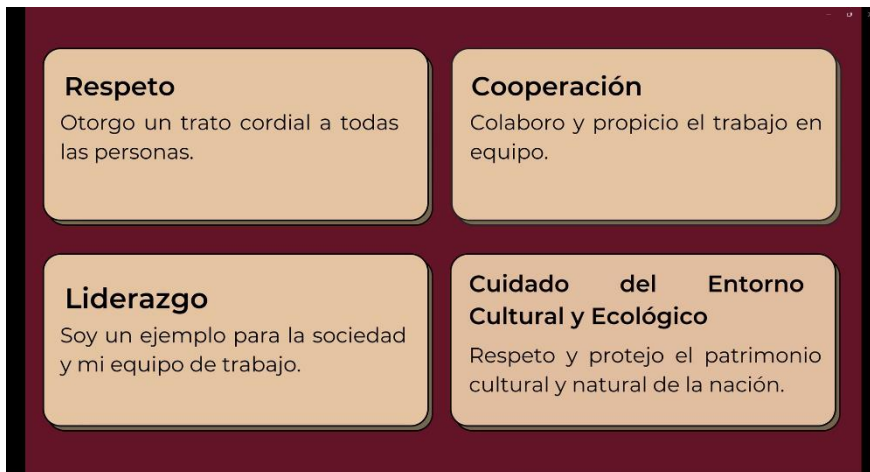 Respeto
Otorgo un trato cordial a todas
las personas.
Cooperación
Colaboro y propicio el trabajo en
equipo.
Liderazgo
Soy un ejemplo para la sociedad
y mi equipo de trabajo.
Cuidado del Entorno
Cultural y Ecológico
Respeto y protejo el patrimonio
cultural y natural de la nación.